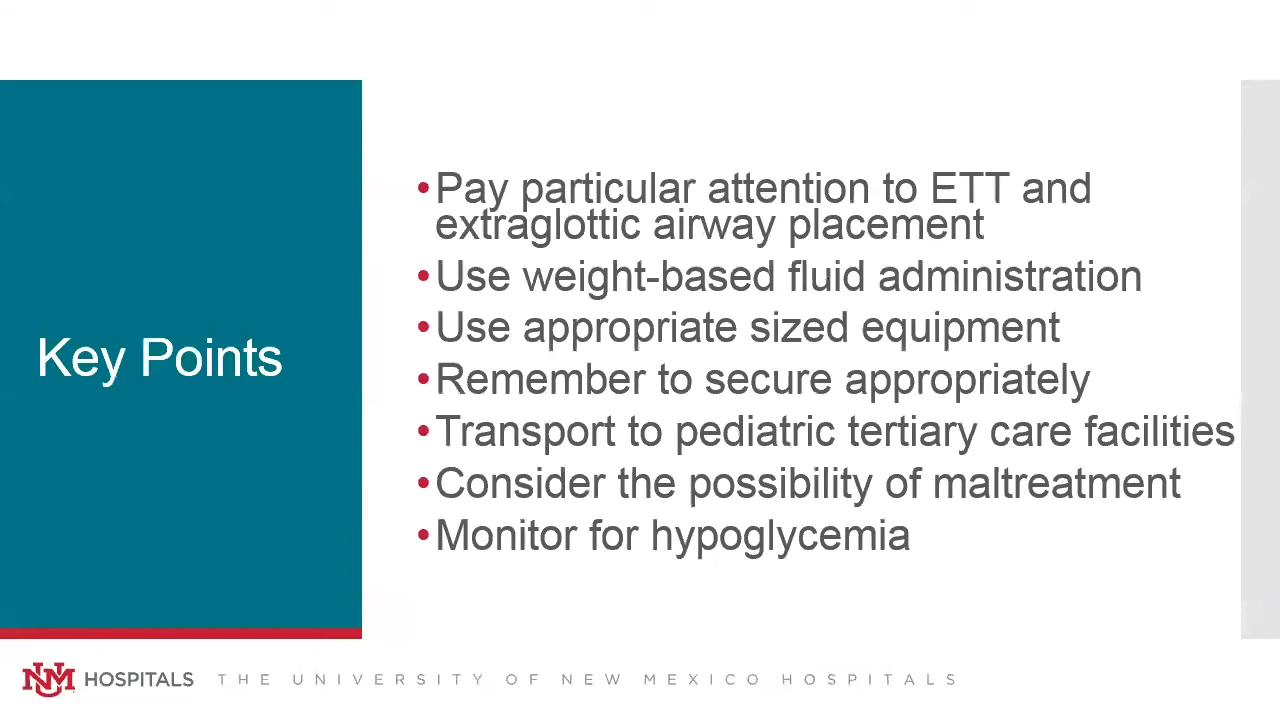 Key Points
•Pay particular attention to ETT and
extraglottic airway placement
•Use weight-based fluid administration
•Use appropriate sized equipment
•Remember to secure appropriately
•Transport to pediatric tertiary care facilities
•Consider the possibility of maltreatment
•Monitor for hypoglycemia
UNM HOSPITALS THE UNIVERSITY OF NEW MEXICO HOSPITALS